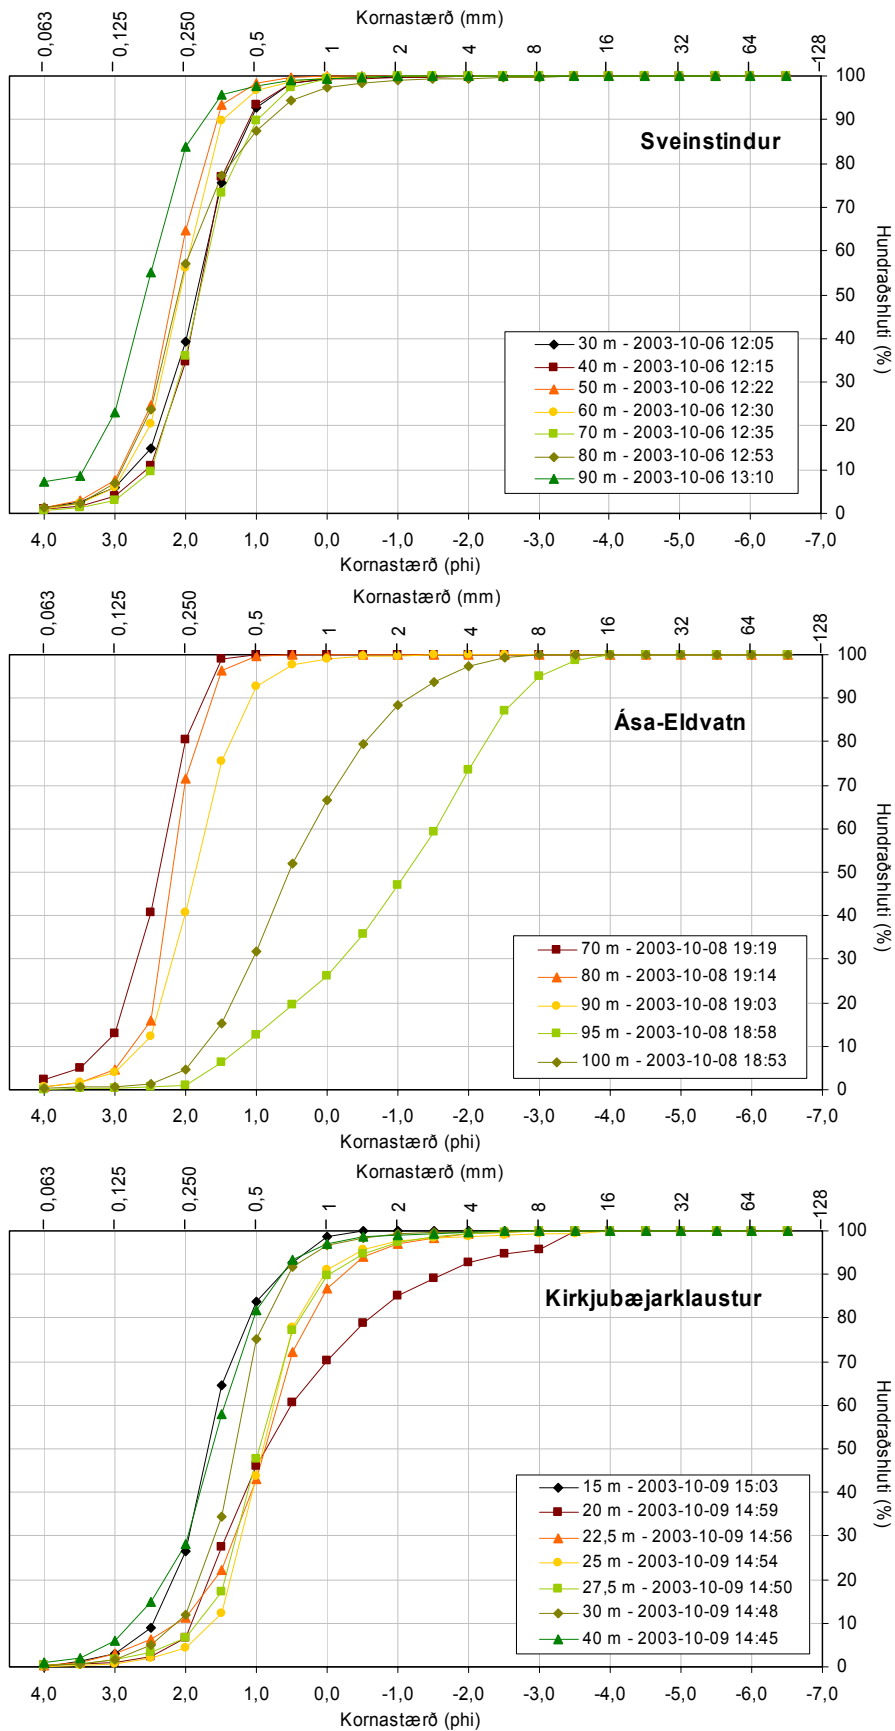 Kornastærð (mm)
0,063 0,125 0,250 0,5 1 2 4 8 16 32 64 -128
100
90
80
70
60
50
40
30
20
10
0
Hundraðshluti (%)
Sveinstindur
30 m - 2003-10-06 12:05
40 m - 2003-10-06 12:15
50 m - 2003-10-06 12:22
60 m - 2003-10-06 12:30
70 m - 2003-10-06 12:35
80 m - 2003-10-06 12:53
90 m - 2003-10-06 13:10
4,0 3,0 2,0 1,0 0,0 -1,0 -2,0 -3,0 -4,0 -5,0 -6,0 -7,0
Kornastærð (phi)
Kornastærð (mm)
0,063 0,125 0,250 0,5 1 2 4 8 16 32 64 128
100
90
80
70
60
50
40
30
20
10
0
Hundraðshluti (%)
Ása-Eldvatn
70 m - 2003-10-08 19:19
80 m - 2003-10-08 19:14
90 m - 2003-10-08 19:03
95 m - 2003-10-08 18:58
100 m - 2003-10-08 18:53
4,0 3,0 2,0 1,0 0,0 -1,0 -2,0 -3,0 -4,0 -5,0 -6,0 -7,0
Kornastærð (phi)
Kornastærð (mm)
0,063 0,125 0,250 0,5 1 2 4 8 16 32 64 128
100
90
80
70
60
50
40
30
20
10
0
Hundraðshluti (%)
Kirkjubæjarklaustur
15 m - 2003-10-09 15:03
20 m - 2003-10-09 14:59
22,5 m - 2003-10-09 14:56
25 m - 2003-10-09 14:54
27,5 m - 2003-10-09 14:50
30 m - 2003-10-09 14:48
40 m - 2003-10-09 14:45
4,0 3,0 2,0 1,0 0,0 -1,0 -2,0 -3,0 -4,0 -5,0 -6,0 -7,0
Kornastærð (phi)